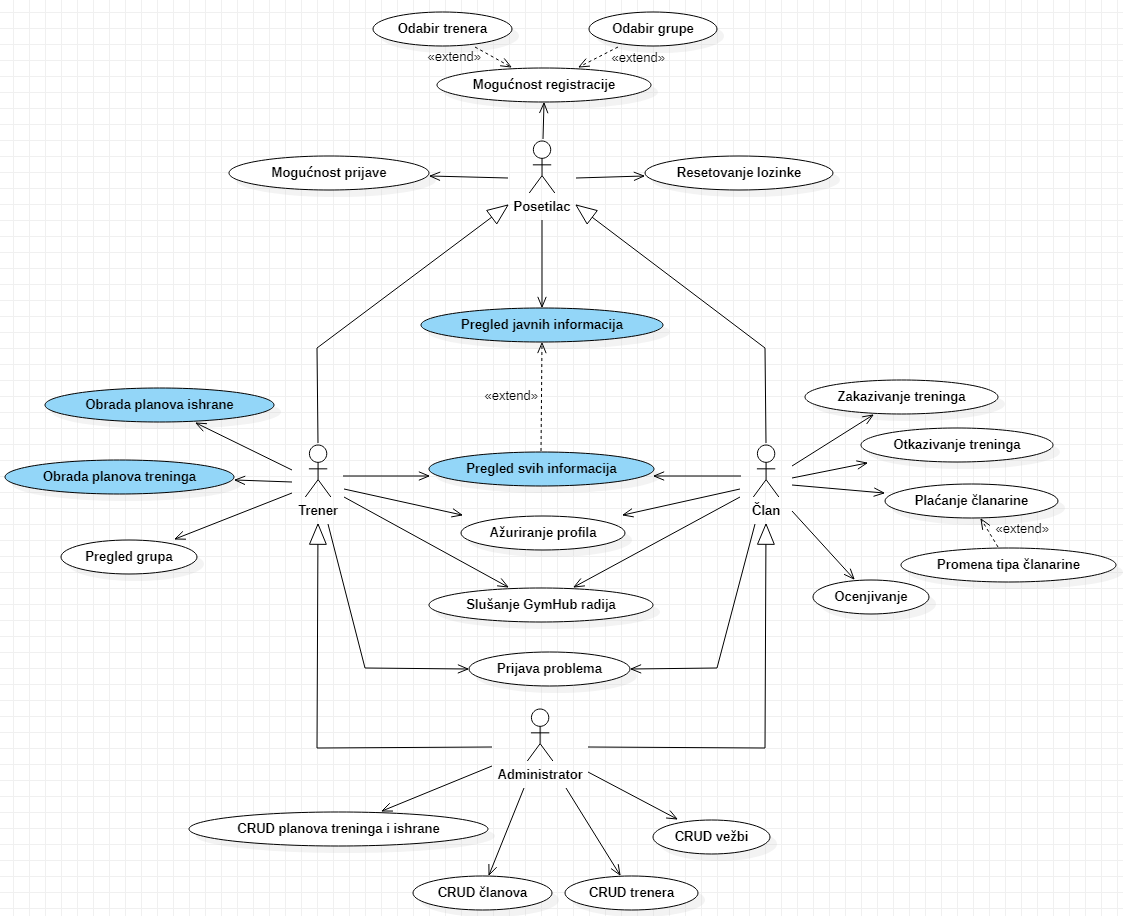 Odabir trenera
Odabir grupe
«extend»
«extend»
Mogućnost registracije
Mogućnost prijave
Resetovanje lozinke
Posetilac
Pregled javnih informacija
«extend»
Zakazivanje treninga
Obrada planova ishrane
Otkazivanje treninga
Pregled svih informacija
Obrada planova treninga
Plaćanje članarine
Trener
Član
«extend»
Ažuriranje profila
Pregled grupa
Promena tipa članarine
Ocenjivanje
Slušanje GymHub radija
Prijava problema
Administrator
CRUD planova treninga i ishrane
CRUD vežbi
CRUD članova
CRUD trenera